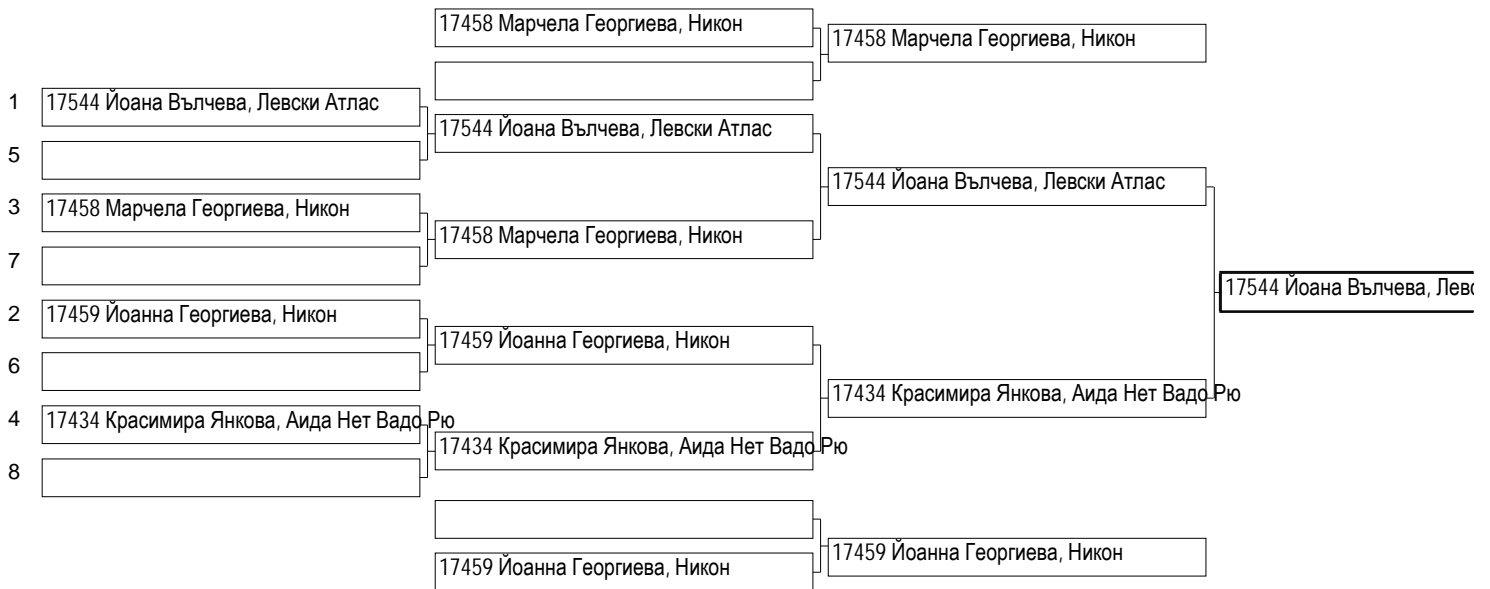 17458 Марчела Георгиева, Никон
17458 Марчела Георгиева, Никон
1 17544 Йоана Вълчева, Левски Атлас
17544 Йоана Вълчева, Левски Атлас
5
17544 Йоана Вълчева, Левски Атлас
3 17458 Марчела Георгиева, Никон
17458 Марчела Георгиева, Никон
7
17544 Йоана Вълчева, Левс
2 17459 Йоанна Георгиева, Никон
17459 Йоанна Георгиева, Никон
6
17434 Красимира Янкова, Аида Нет Вадо Рю
4 17434 Красимира Янкова, Аида Нет Вадо Рю
17434 Красимира Янкова, Аида Нет Вадо Рю
8
17459 Йоанна Георгиева, Никон
17459 Йоанна Георгиева, Никон